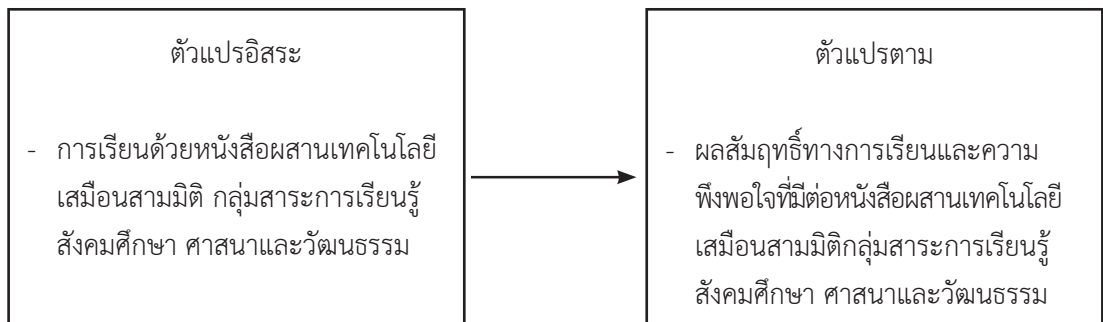 ตัวแปรอิสระ
- การเรียนด้วยหนังสือผสานเทคโนโลยี
เสมือนสามมิติ กลุ่มสาระการเรียนรู้
สังคมศึกษา ศาสนาและวัฒนธรรม
ตัวแปรตาม
- ผลสัมฤทธิ์ทางการเรียนและความ
พึงพอใจที่มีต่อหนังสือผสานเทคโนโลยี
เสมือนสามมิติกลุ่มสาระการเรียนรู้
สังคมศึกษา ศาสนาและวัฒนธรรม